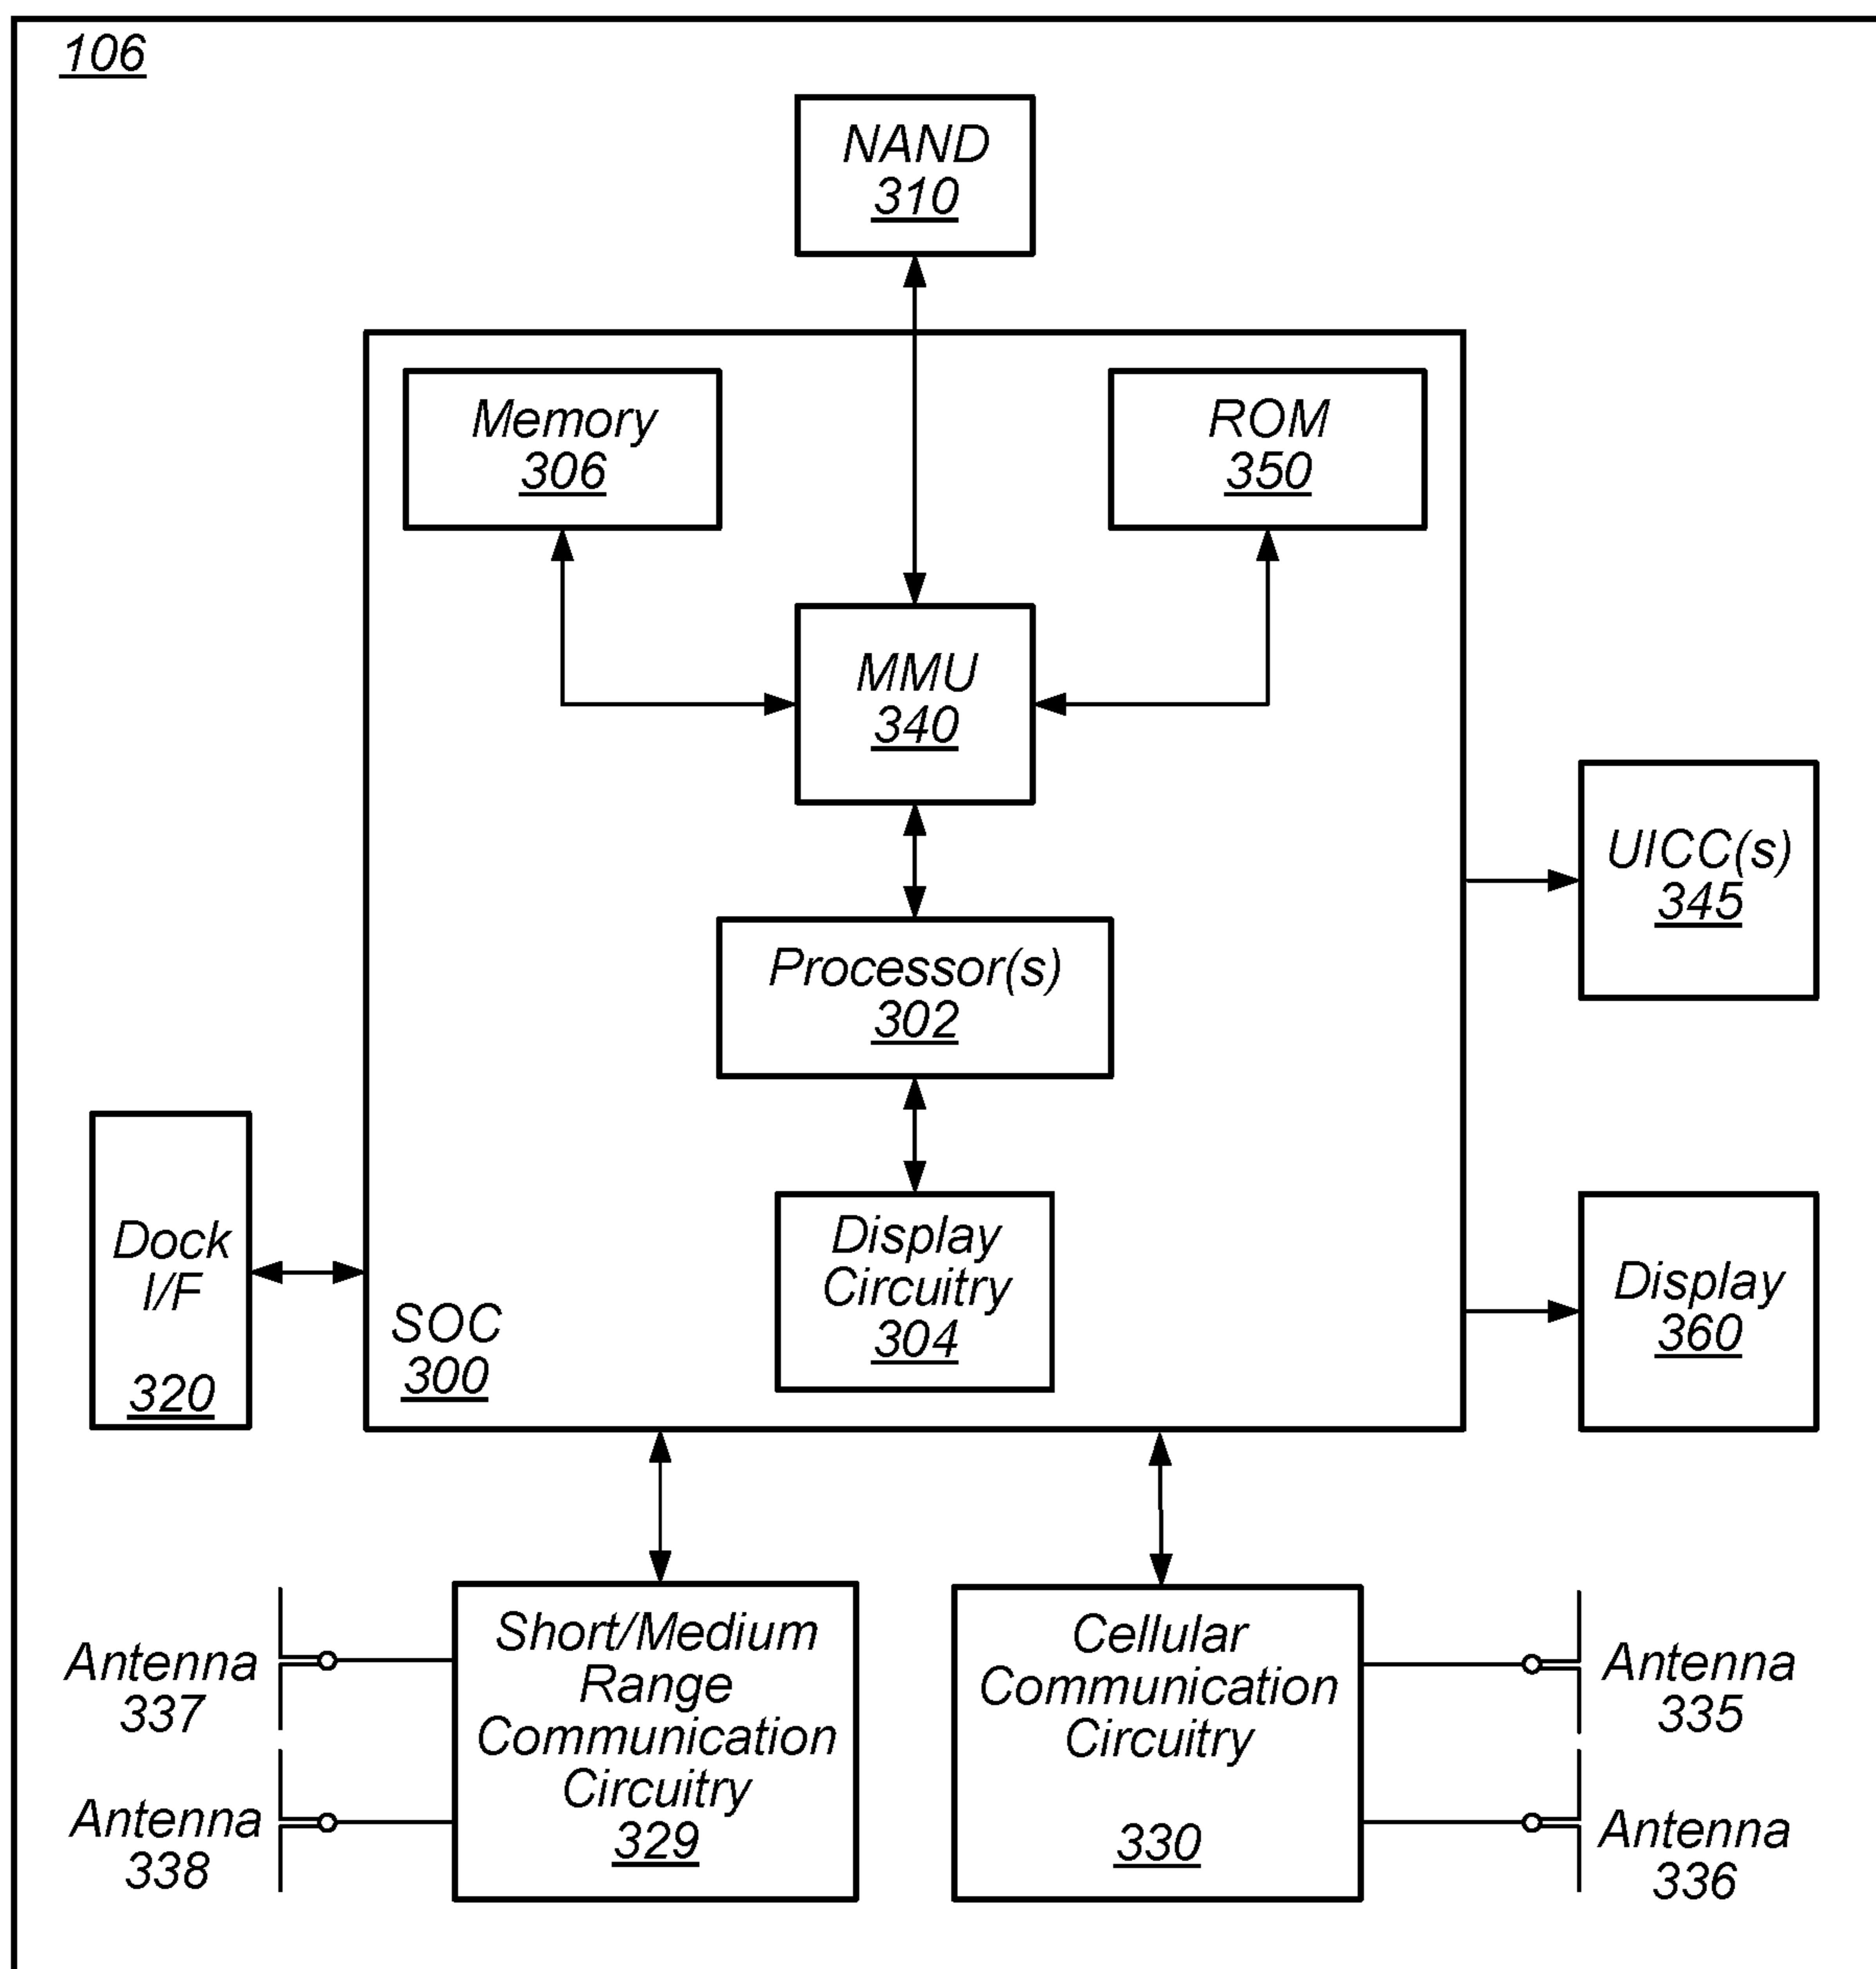 106
NAND
310
Memory
306
ROM
350
MMU
340
UICC(s)
345
Processor(s)
302
Dock
I/F
320
Display
Circuitry
304
SOC
300
Display
360
Antenna
337
Antenna
338
Short/Medium
Range
Communication
Circuitry
329
Cellular
Communication
Circuitry
330
Antenna
335
Antenna
336